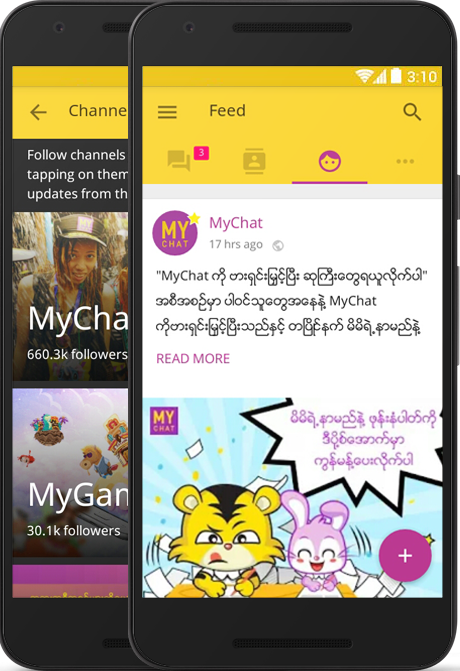 Channe
Follow channels
tapping on them
updates from th
MyCha
660.3k followers
MyGam
30.1k followers
3:10
Feed
3
MY
CHAT
MyChat
17 hrs ago
"MyChat ကို ဗားရှင်းမြှင့်ပြီး ဆုကြီးတွေရယူလိုက်ပါ"
အစီအစဉ်မှာ ပါဝင်သူတွေအနေနဲ့ MyChat
ကိုဗားရှင်းမြှင့်ပြီးသည်နှင့် တပြိုင်နက် မိမိရဲ့နာမည်နဲ့
READ MORE
MY
CHAT
မိမိရဲ့နာမည်နဲ့ ဖုန်းနံပါတ်ကို
ဒီပို့စ်အောက်မှာ
ကွန်မန့်ပေးလိုက်ပါ